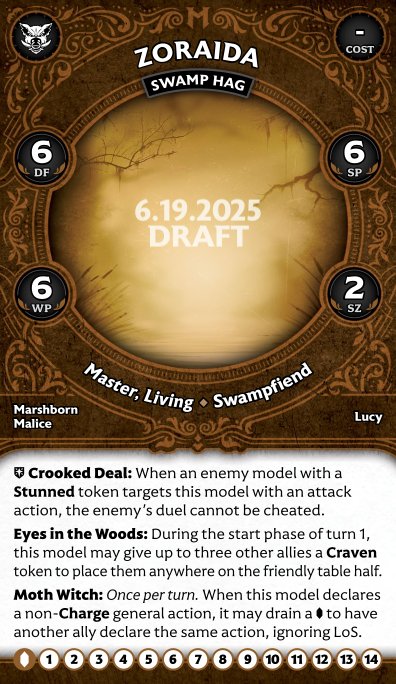 M
ZORAIDA
SWAMP HAG
-
COST
6
DF
6
SP
6.19.2025
DRAFT
6
WP
2
SZ
Master, Living ◆ Swampfiend
Marshborn
Malice
Lucy
Crooked Deal: When an enemy model with a
Stunned token targets this model with an attack
action, the enemy's duel cannot be cheated.
Eyes in the Woods: During the start phase of turn 1,
this model may give up to three other allies a Craven
token to place them anywhere on the friendly table half.
Moth Witch: Once per turn. When this model declares
a non-Charge general action, it may drain a to have
another ally declare the same action, ignoring LoS.
1 2 3 4 5 6 7 8 9 10 11 12 13 14